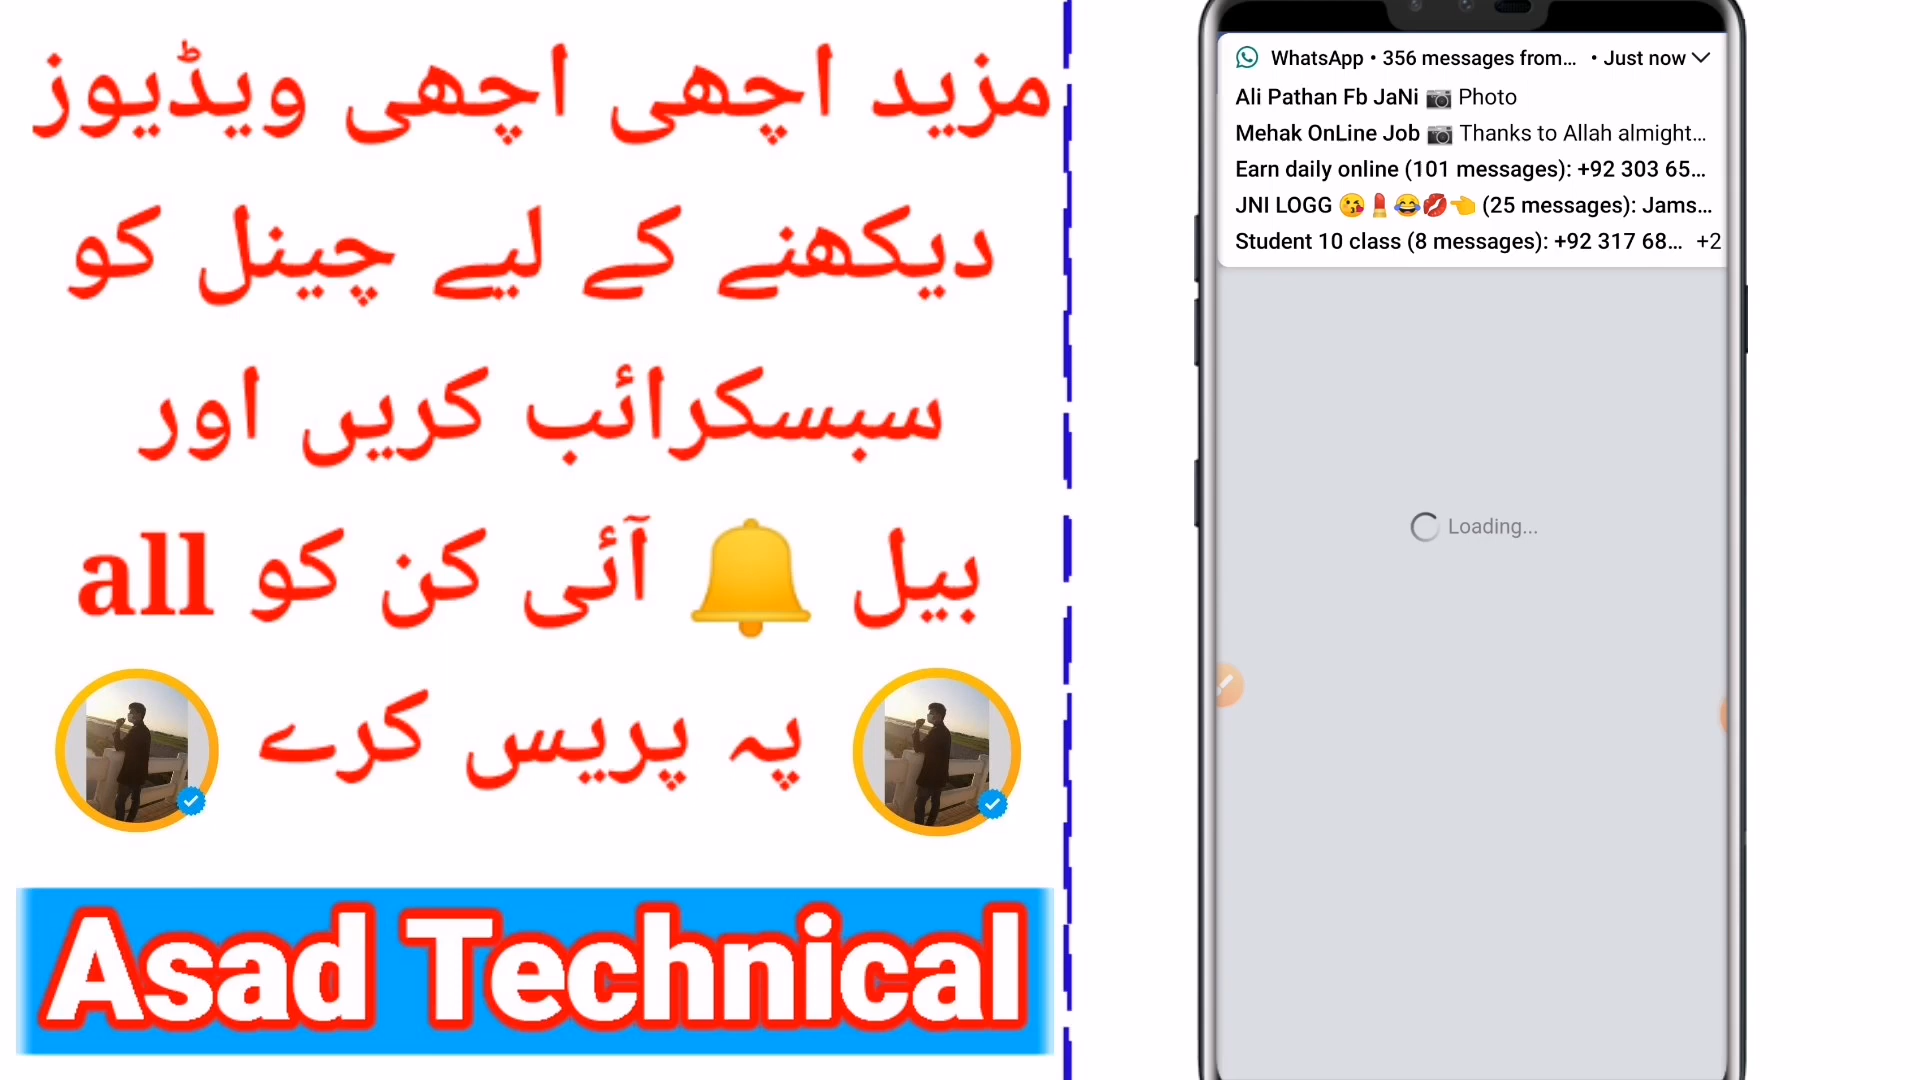 مزید اچھی اچھی ویڈیوز
دیکھنے کے لیے چینل کو
سبسکرائب کریں اور
بیل 🔔 آئی کن کو all
پہ پریس کرے
Asad Technical
WhatsApp • 356 messages from... • Just now
Ali Pathan Fb JaNi 📷 Photo
Mehak OnLine Job 📷 Thanks to Allah almight...
Earn daily online (101 messages): +92 303 65...
JNI LOGG 😘💄😂💋👈 (25 messages): Jams...
Student 10 class (8 messages): +92 317 68... +2
Loading...